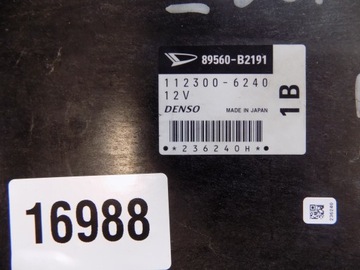 89560-B2191
112300-6240
12V
DENSO MADE IN JAPAN
1B
*236240H*
16988